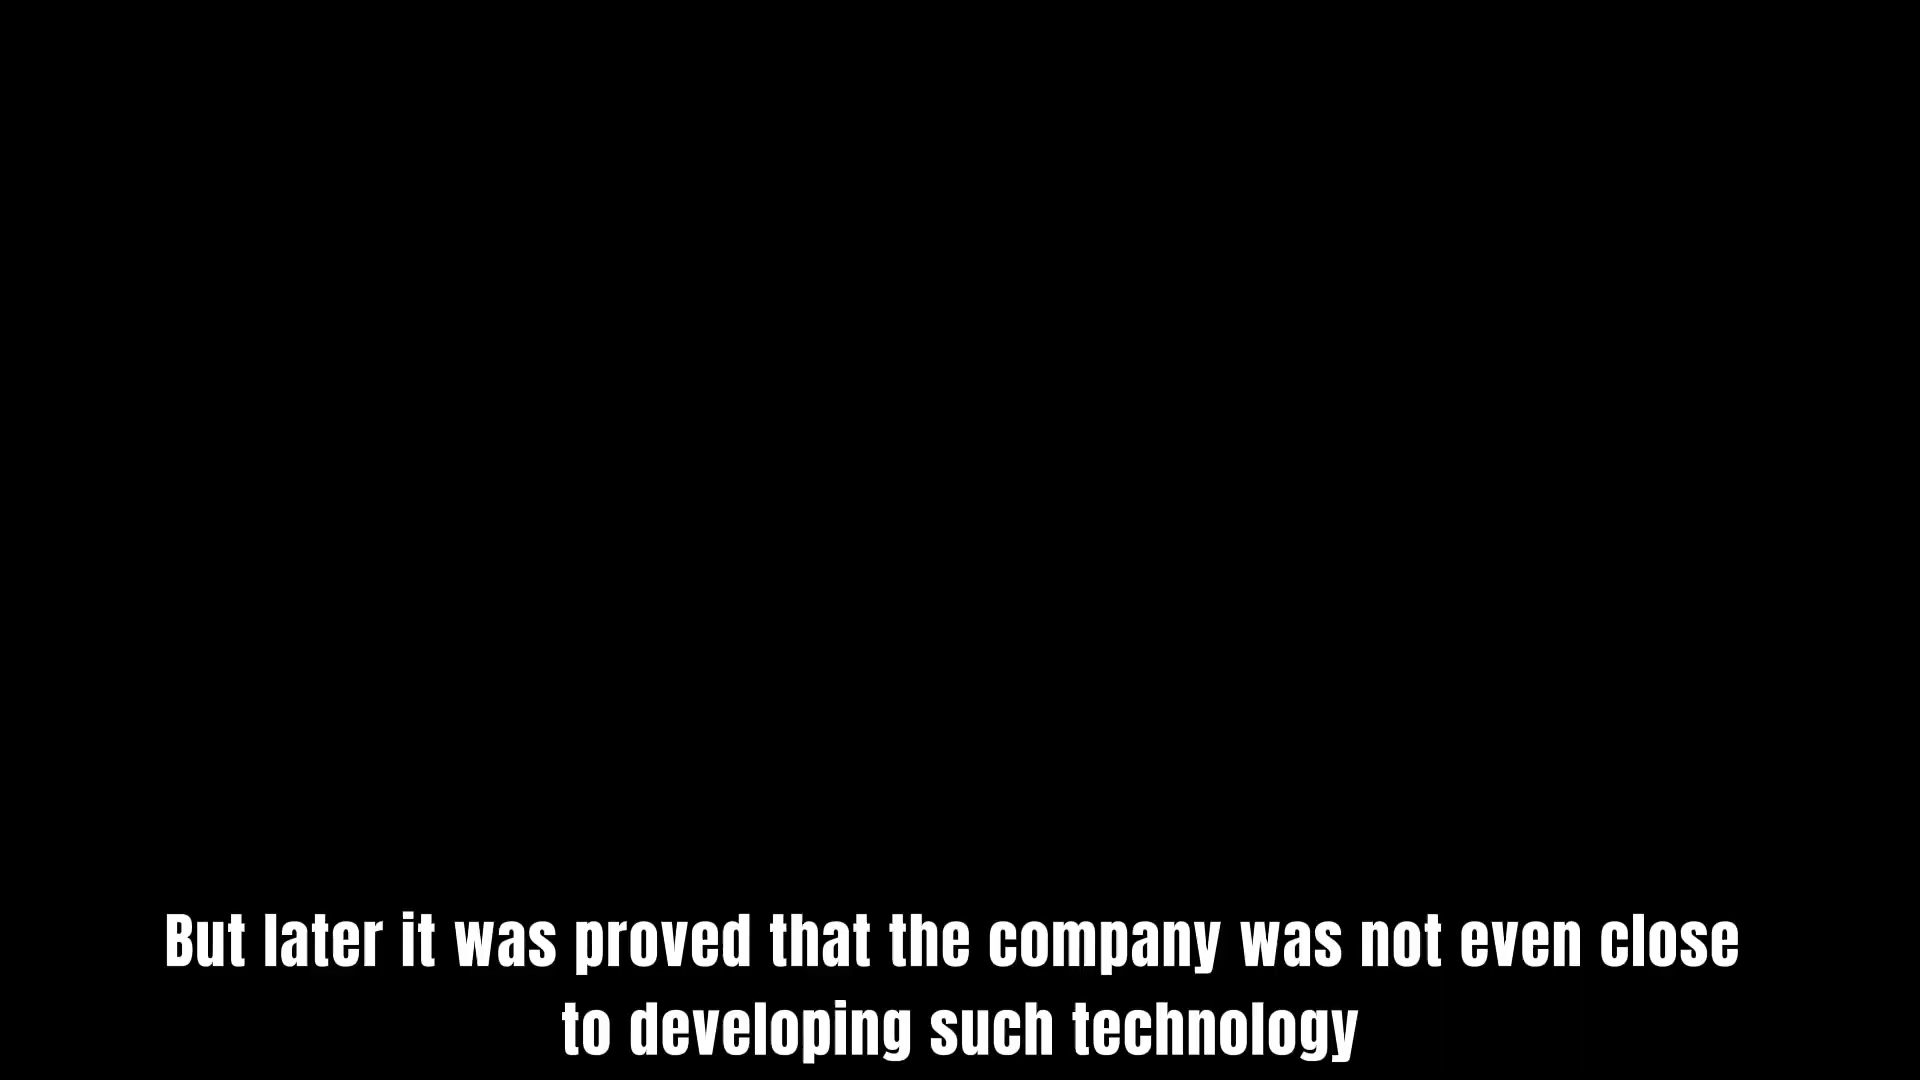 But later it was proved that the company was not even close
to developing such technology